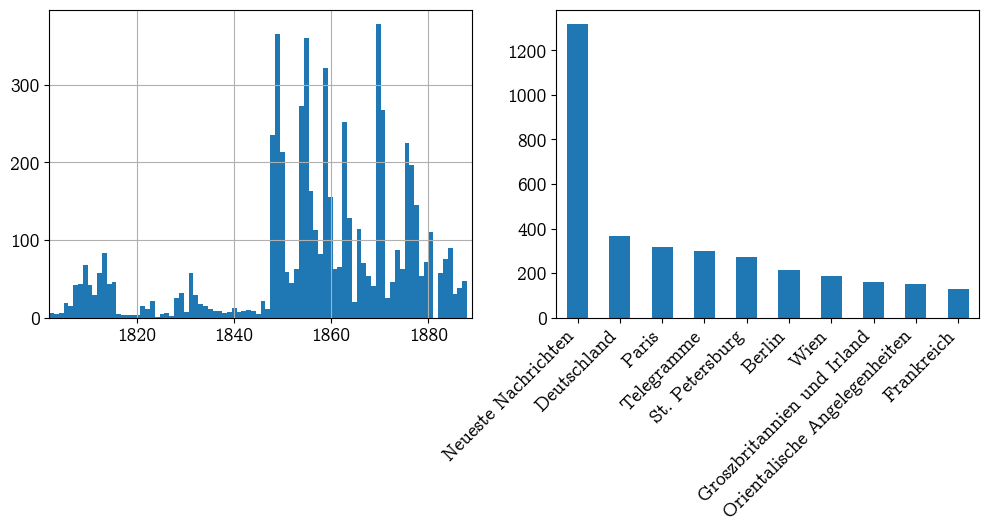 300
200
100
0
1820 1840 1860 1880
1200
1000
800
600
400
200
0
Neueste Nachrichten
Deutschland
Paris
Telegramme
St. Petersburg
Berlin
Wien
Groszbritannien und Irland
Orientalische Angelegenheiten
Frankreich